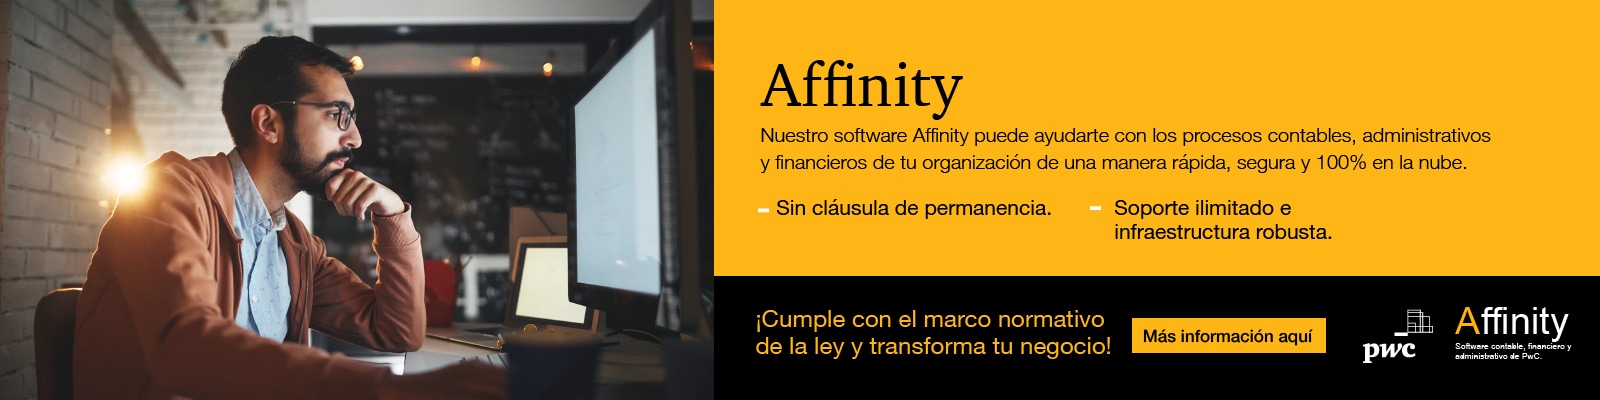 Affinity
Nuestro software Affinity puede ayudarte con los procesos contables, administrativos
y financieros de tu organización de una manera rápida, segura y 100% en la nube.
Sin cláusula de permanencia.
Soporte ilimitado e
infraestructura robusta.
¡Cumple con el marco normativo
de la ley y transforma tu negocio!
Más información aquí
pwc
Affinity
Software contable, financiero y
administrativo de PwC.